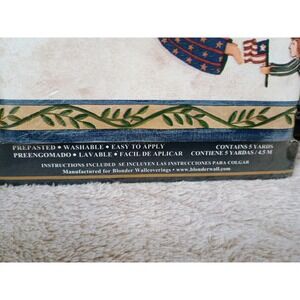 PREPASTED • WASHABLE • EASY TO APPLY CONTAINS 5 YARDS
PREENGOMADO • LAVABLE • FACIL DE APLICAR CONTIENE 5 YARDAS / 4.5 M
INSTRUCTIONS INCLUDED SE INCLUYEN LAS INSTRUCCIONES PARA COLGAR
Manufactured for Blonder Wallcoverings • www.blonderwall.com